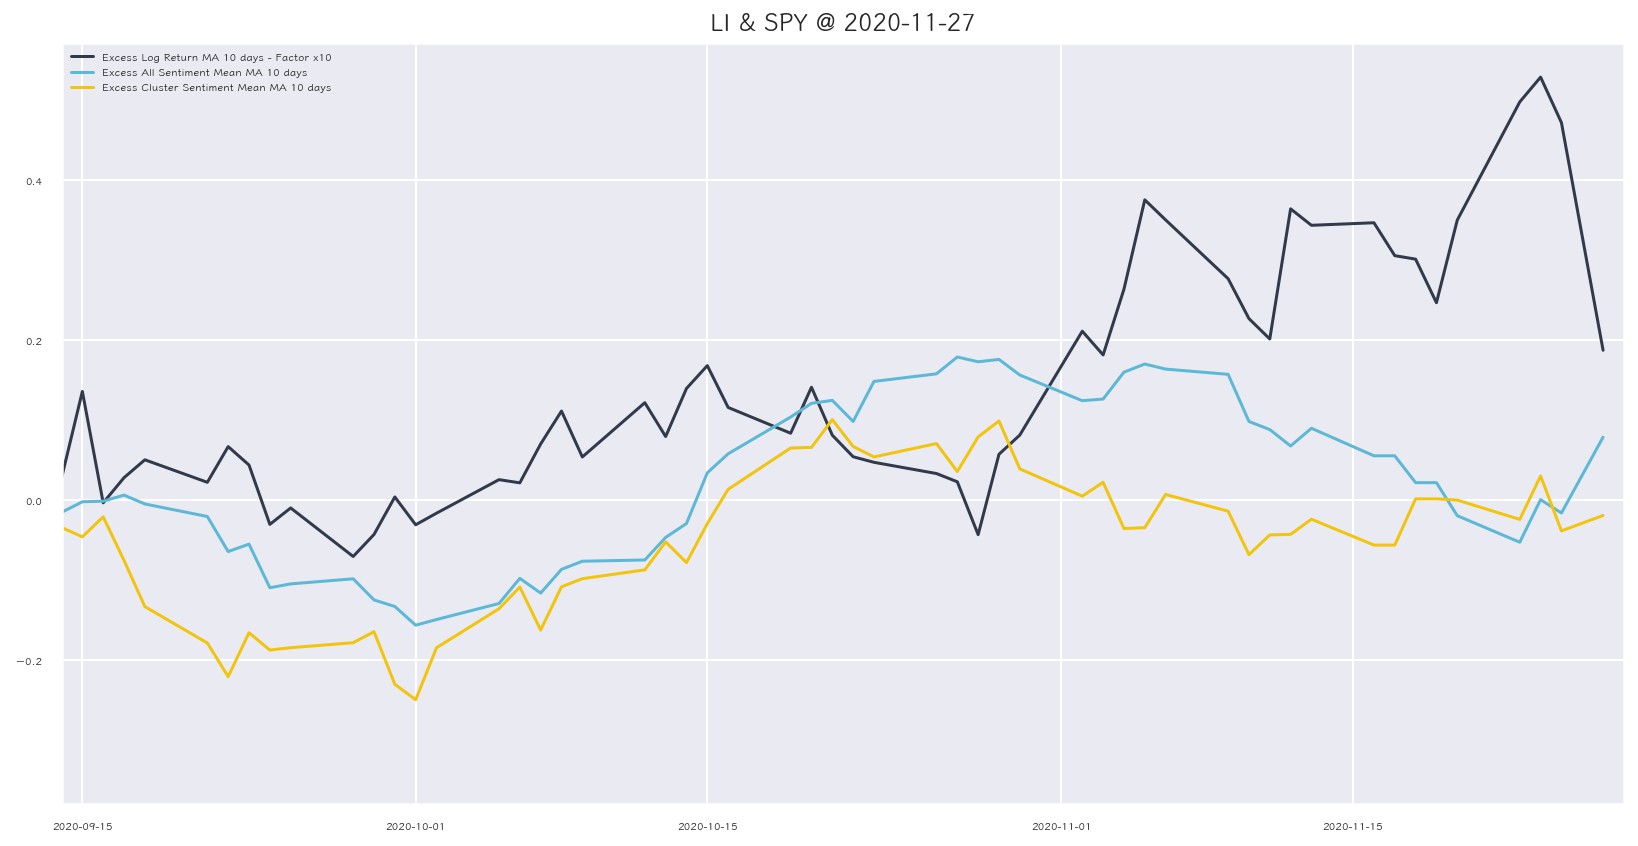 LI & SPY @ 2020-11-27
Excess Log Return MA 10 days - Factor x10
Excess All Sentiment Mean MA 10 days
Excess Cluster Sentiment Mean MA 10 days
0.4
0.2
0.0
−0.2
2020-09-15
2020-10-01
2020-10-15
2020-11-01
2020-11-15